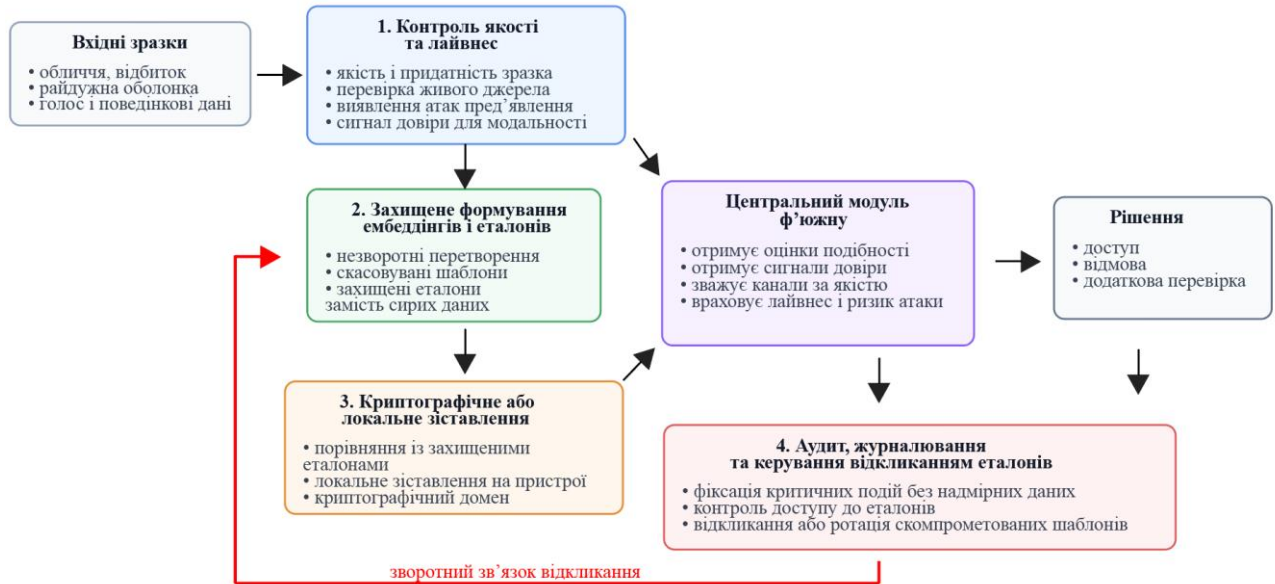 Вхідні зразки
• обличчя, відбиток
• райдужна оболонка
• голос і поведінкові дані
1. Контроль якості
та лайвнес
• якість і придатність зразка
• перевірка живого джерела
• виявлення атак пред’явлення
• сигнал довіри для модальності
2. Захищене формування
ембеддінгів і еталонів
• незворотні перетворення
• скасовувані шаблони
• захищені еталони
замість сирих даних
Центральний модуль
ф’южну
• отримує оцінки подібності
• отримує сигнали довіри
• зважує канали за якістю
• враховує лайвнес і ризик атаки
Рішення
• доступ
• відмова
• додаткова перевірка
3. Криптографічне або
локальне зіставлення
• порівняння із захищеними
еталонами
• локальне зіставлення на пристрої
• криптографічний домен
4. Аудит, журналювання
та керування відкликанням еталонів
• фіксація критичних подій без надмірних даних
• контроль доступу до еталонів
• відкликання або ротація скомпрометованих шаблонів
зворотний зв’язок відкликання